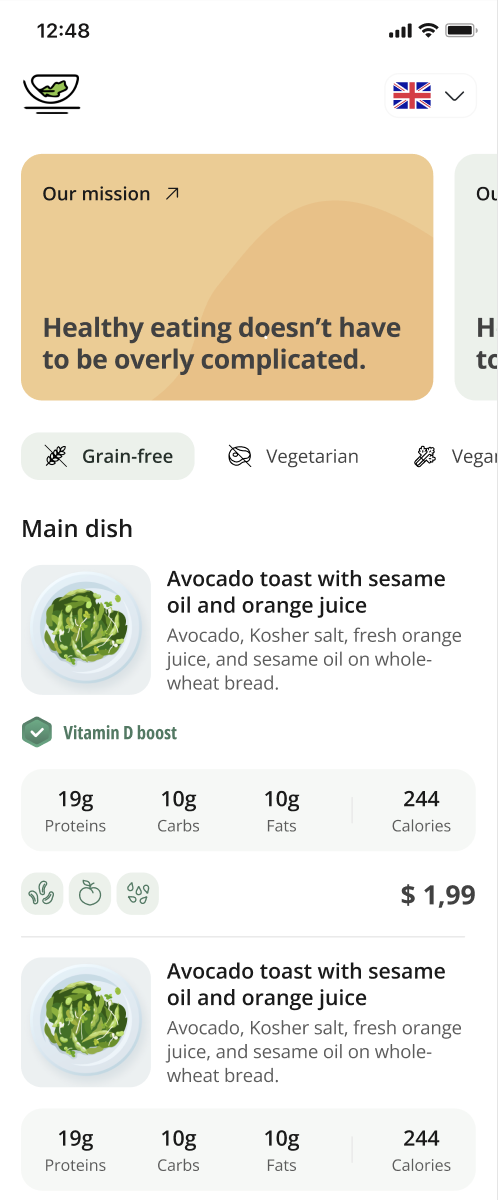 12:48
Our mission
Healthy eating doesn't have
to be overly complicated.
Grain-free
Vegetarian
Main dish
Avocado toast with sesame
oil and orange juice
Avocado, Kosher salt, fresh orange
juice, and sesame oil on whole-
wheat bread.
Vitamin D boost
19g
Proteins
10g
Carbs
10g
Fats
244
Calories
$ 1,99
Avocado toast with sesame
oil and orange juice
Avocado, Kosher salt, fresh orange
juice, and sesame oil on whole-
wheat bread.
19g
Proteins
10g
Carbs
10g
Fats
244
Calories